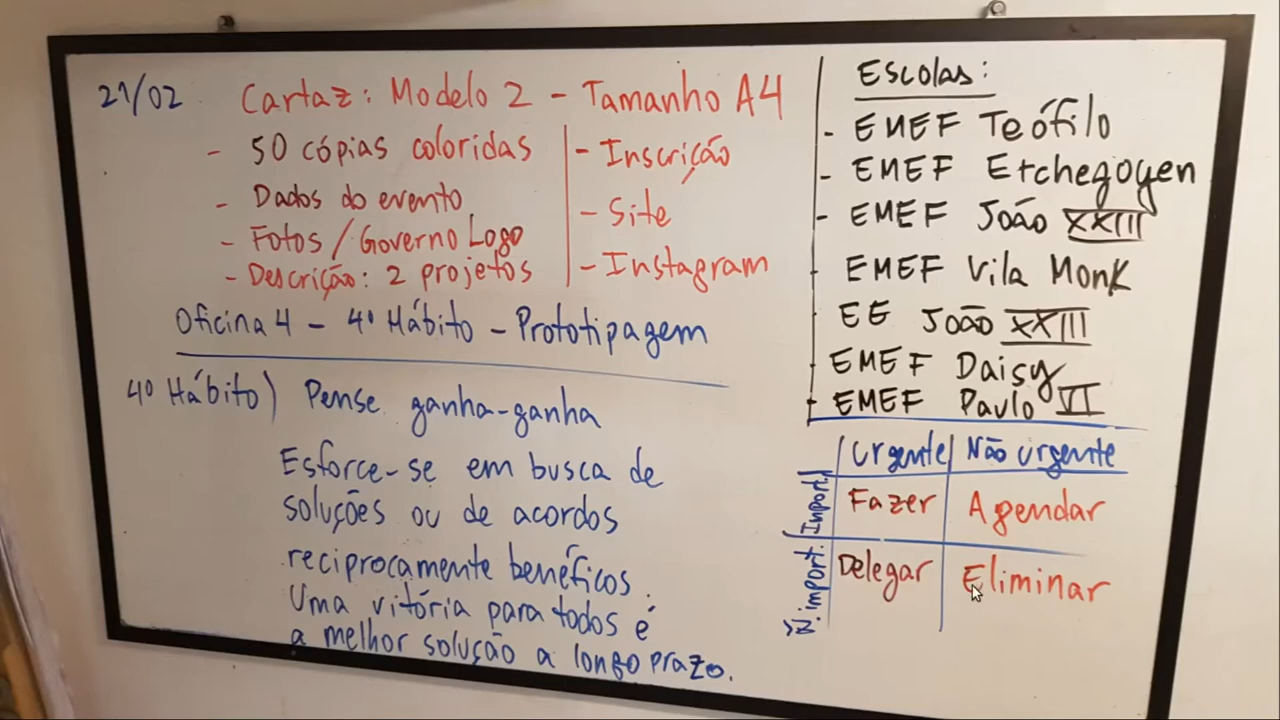 21/02 Cartaz: Modelo 2 - Tamanho A4
- 50 cópias coloridas
- Dados do evento
- Fotos / Governo Logo
- Descrição: 2 projetos
- Inscrição
- Site
- Instagram
Oficina 4 - 4º Hábito - Prototipagem
4º Hábito) Pense ganha-ganha
Esforce-se em busca de
soluções ou de acordos
reciprocamente benéficos.
Uma vitória para todos é
a melhor solução a longo prazo.
Escolas:
- EMEF Teófilo
- EMEF Etchegoyen
- EMEF João XXIII
- EMEF Vila Monk
- EE João XXIII
- EMEF Daisy
- EMEF Paulo VI
Urgente Não urgente
Import. Fazer Agendar
Ñ. import. Delegar Eliminar